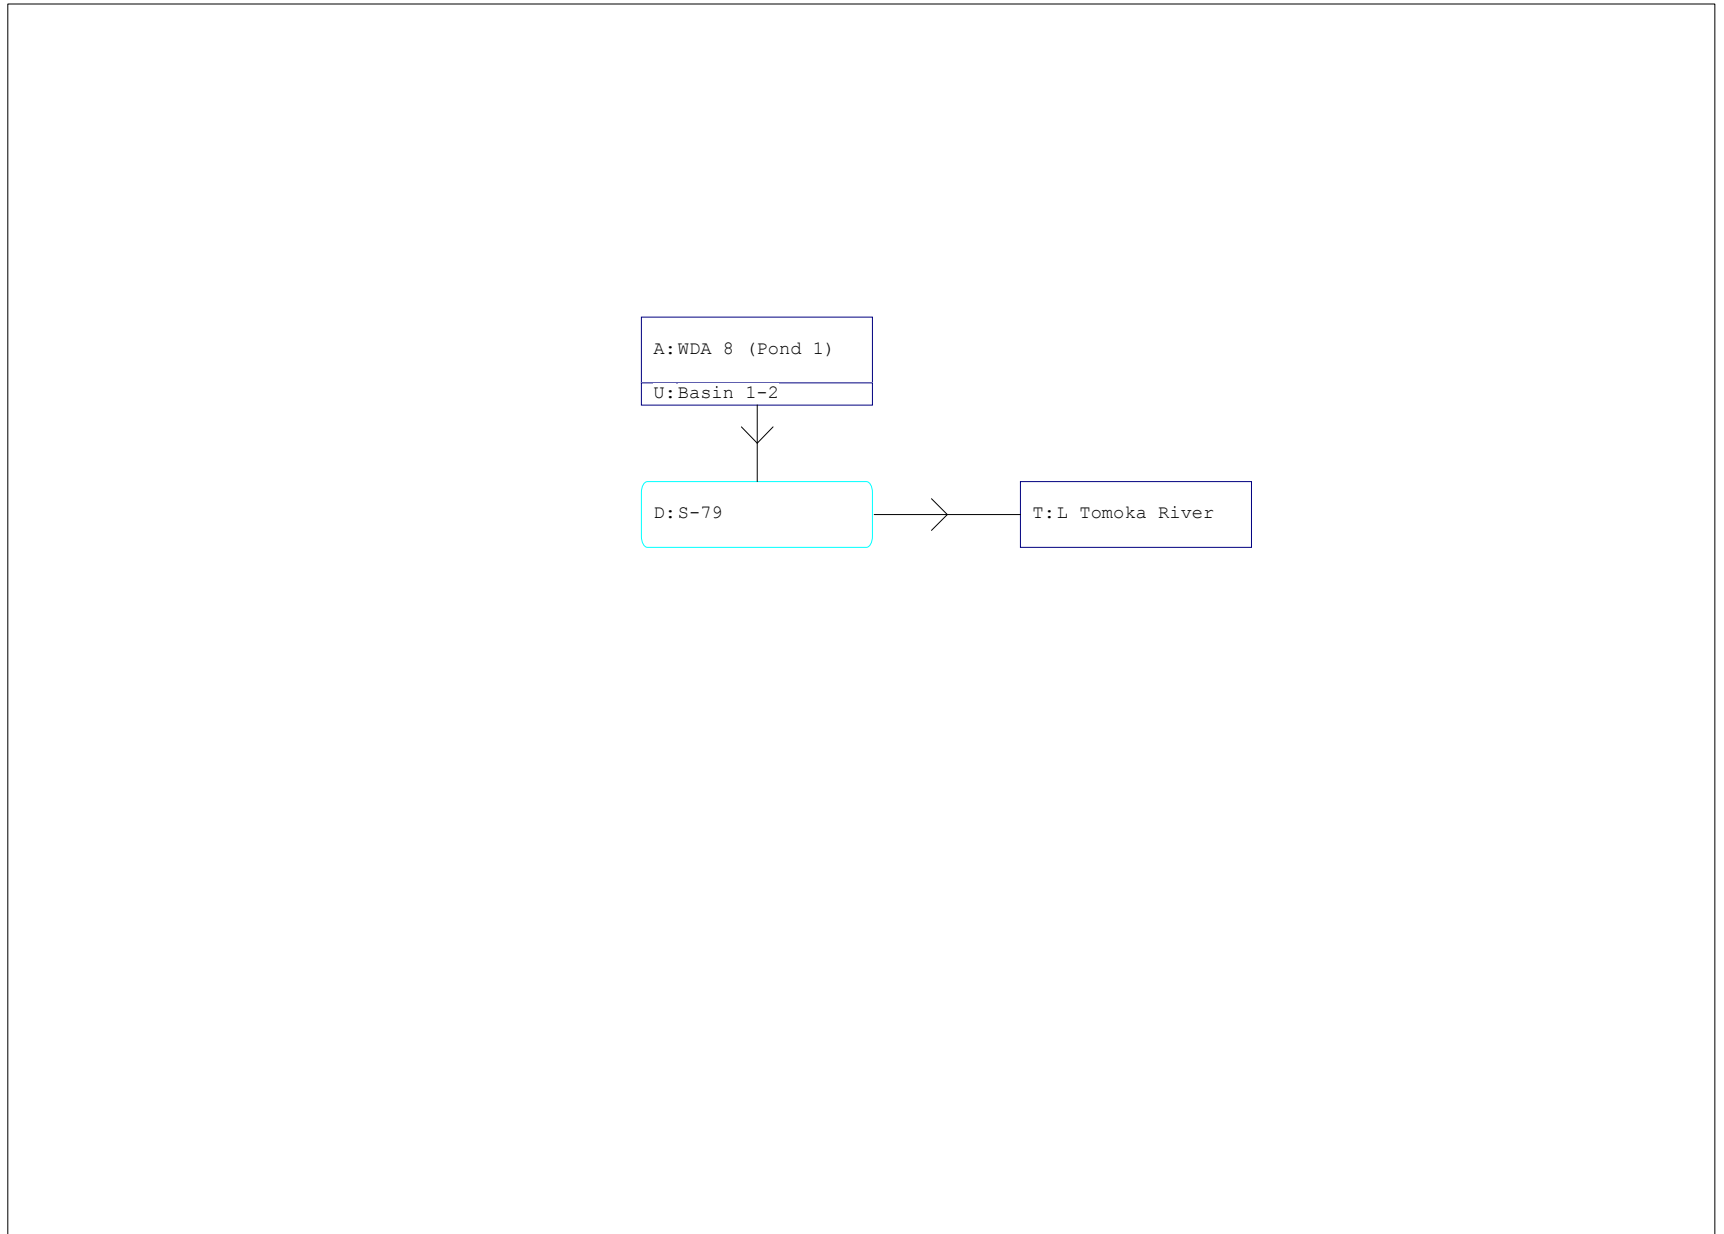 A:WDA 8 (Pond 1)
U:Basin 1-2
D:S-79
T:L Tomoka River